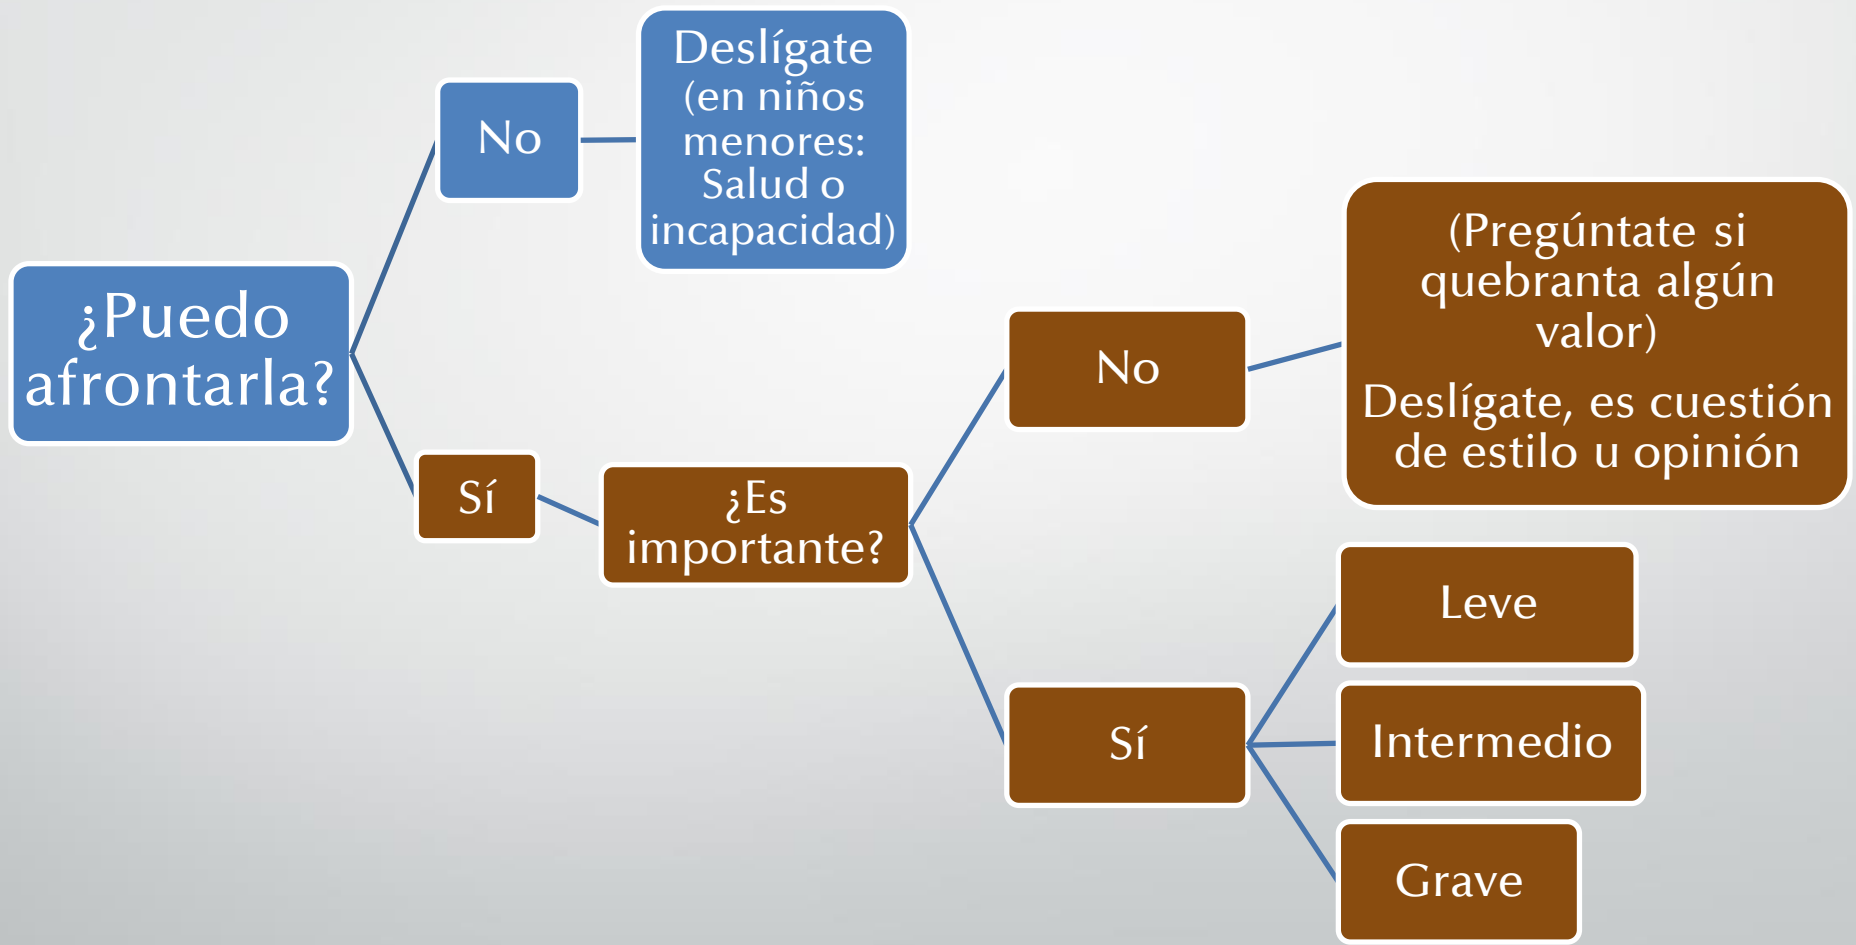 ¿Puedo
afrontarla?
No
Deslígate
(en niños
menores:
Salud o
incapacidad)
Sí
¿Es
importante?
No
(Pregúntate si
quebranta algún
valor)
Deslígate, es cuestión
de estilo u opinión
Sí
Leve
Intermedio
Grave